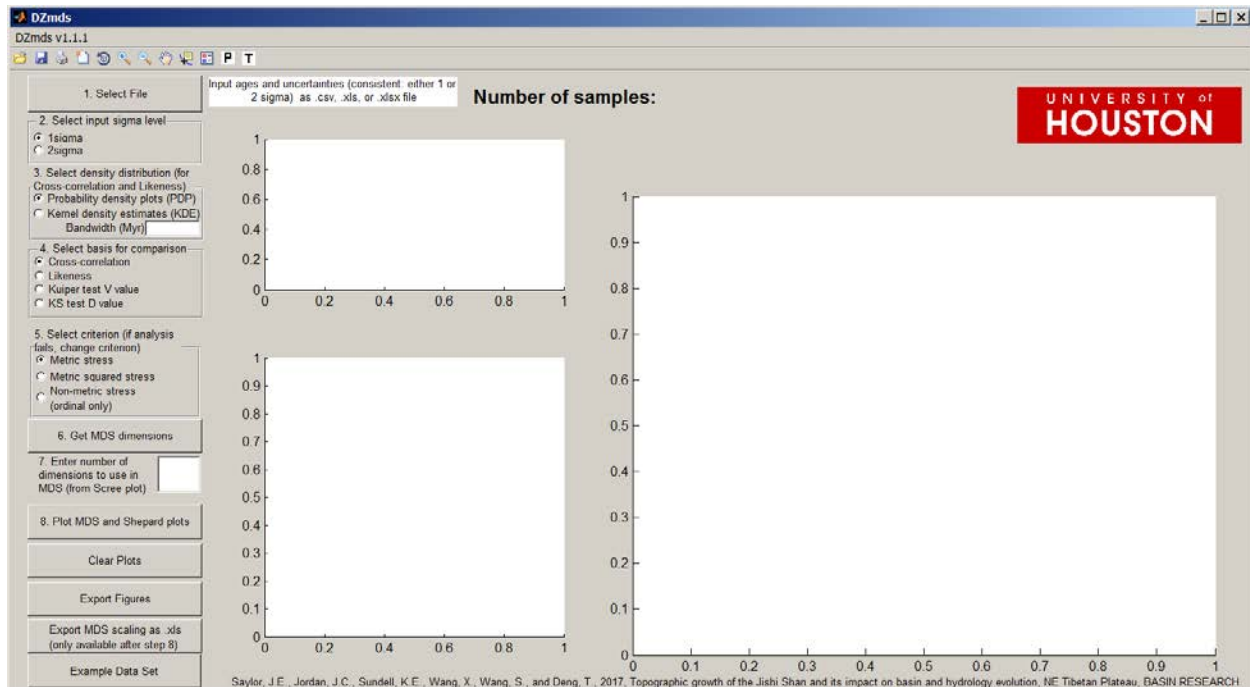 DZmds
DZmds v1.1.1
P T
1. Select File
Input ages and uncertainties (consistent: either 1 or
2 sigma) as .csv, .xls, or .xlsx file
Number of samples:
UNIVERSITY of
HOUSTON
2. Select input sigma level
1sigma
2sigma
3. Select density distribution (for
Cross-correlation and Likeness)
Probability density plots (PDP)
Kernel density estimates (KDE)
Bandwidth (Myr)
4. Select basis for comparison
Cross-correlation
Likeness
Kuiper test V value
KS test D value
5. Select criterion (if analysis
fails, change criterion)
Metric stress
Metric squared stress
Non-metric stress
(ordinal only)
6. Get MDS dimensions
7. Enter number of
dimensions to use in
MDS (from Scree plot)
8. Plot MDS and Shepard plots
Clear Plots
Export Figures
Export MDS scaling as .xls
(only available after step 8)
Example Data Set
1
0.8
0.6
0.4
0.2
0
0 0.2 0.4 0.6 0.8 1
1
0.9
0.8
0.7
0.6
0.5
0.4
0.3
0.2
0.1
0
0 0.2 0.4 0.6 0.8 1
1
0.9
0.8
0.7
0.6
0.5
0.4
0.3
0.2
0.1
0
0 0.1 0.2 0.3 0.4 0.5 0.6 0.7 0.8 0.9 1
Saylor, J.E., Jordan, J.C., Sundell, K.E., Wang, X., Wang, S., and Deng, T., 2017, Topographic growth of the Jishi Shan and its impact on basin and hydrology evolution, NE Tibetan Plateau, BASIN RESEARCH